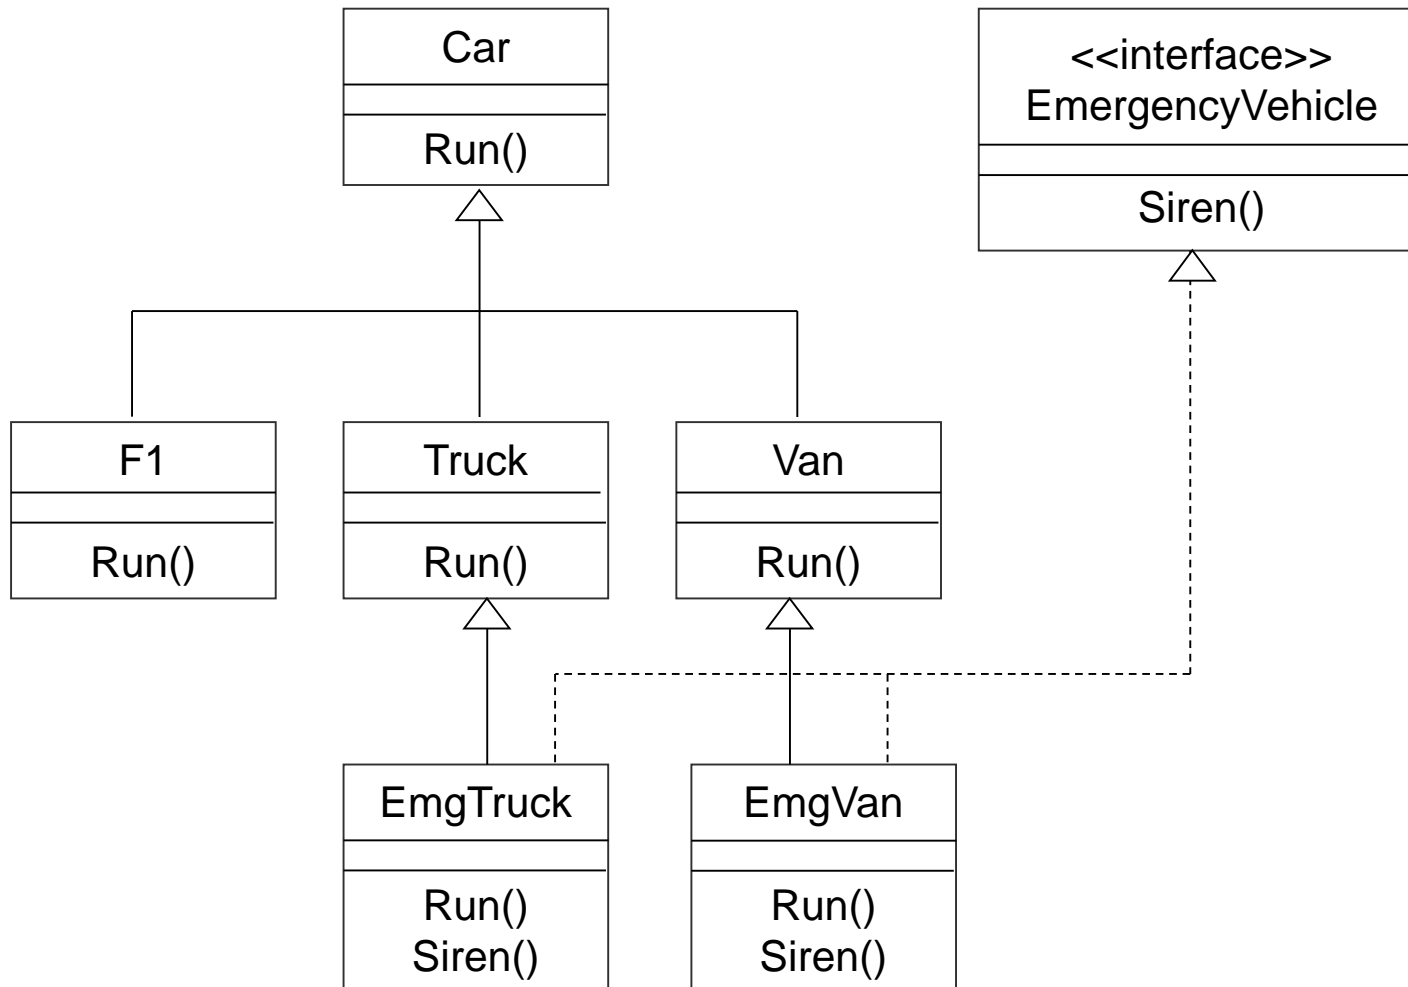 Car
Run()
<<interface>>
EmergencyVehicle
Siren()
F1
Run()
Truck
Run()
Van
Run()
EmgTruck
Run()
Siren()
EmgVan
Run()
Siren()